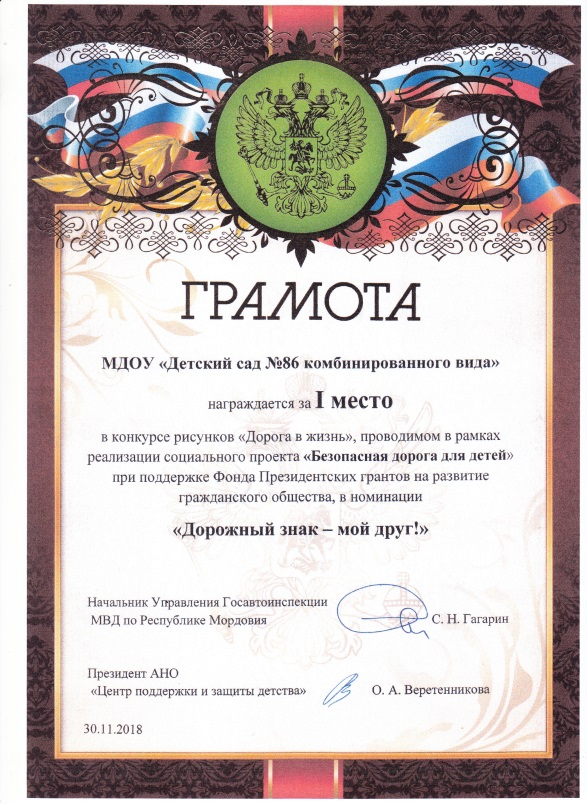 ГРАМОТА
МДОУ «Детский сад №86 комбинированного вида»
награждается за I место
в конкурсе рисунков «Дорога в жизнь», проводимом в рамках
реализации социального проекта «Безопасная дорога для детей»
при поддержке Фонда Президентских грантов на развитие
гражданского общества, в номинации
«Дорожный знак – мой друг!»
Начальник Управления Госавтоинспекции
МВД по Республике Мордовия
С. Н. Гагарин
Президент АНО
«Центр поддержки и защиты детства»
О. А. Веретенникова
30.11.2018